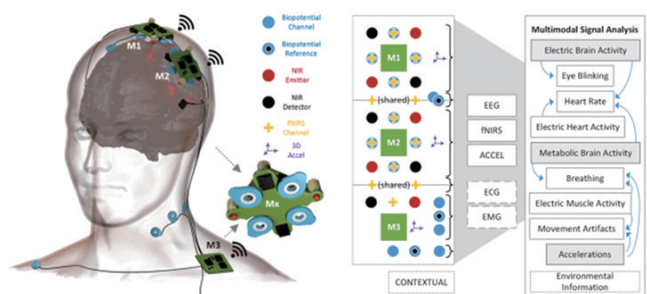 M1
M2
M3
Mx
Biopotential
Channel
Biopotential
Reference
NIR
Emitter
NIR
Detector
fNIRS
Channel
3D
Accel
M1
(shared)
M2
(shared)
M3
EEG
fNIRS
ACCEL
ECG
EMG
CONTEXTUAL
Multimodal Signal Analysis
Electric Brain Activity
Eye Blinking
Heart Rate
Electric Heart Activity
Metabolic Brain Activity
Breathing
Electric Muscle Activity
Movement Artifacts
Accelerations
Environmental
Information